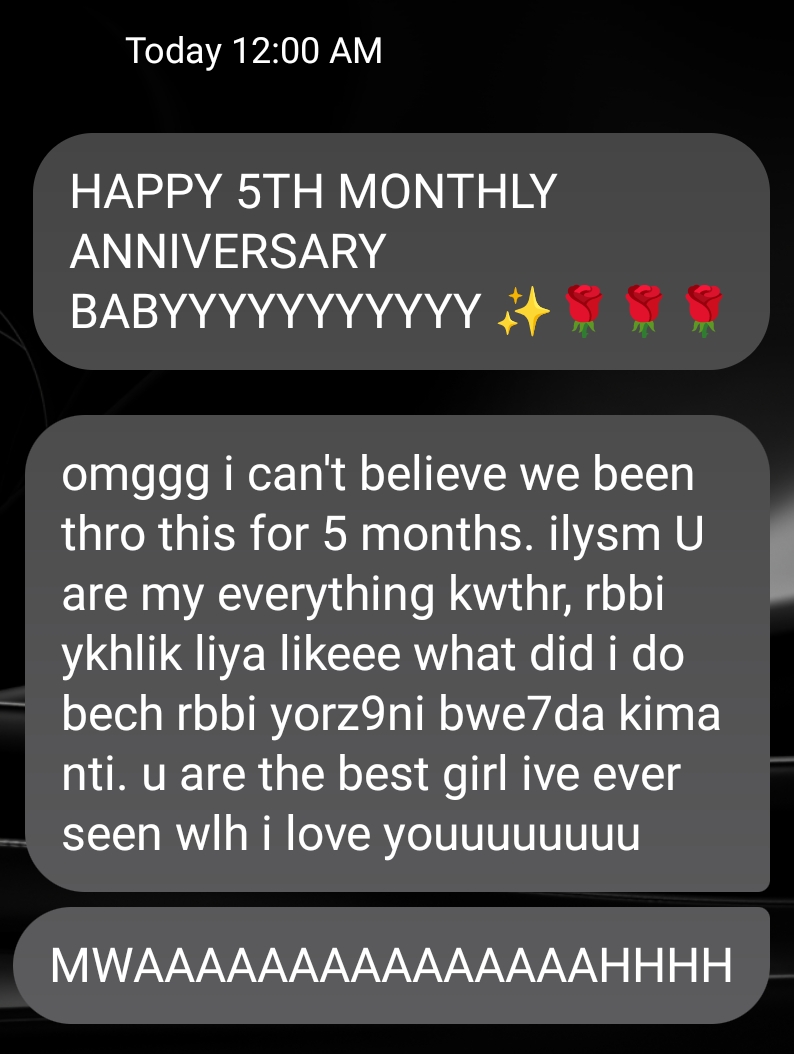 Today 12:00 AM
HAPPY 5TH MONTHLY
ANNIVERSARY
BABYYYYYYYYYYY ✨🌹🌹🌹
omggg i can't believe we been
thro this for 5 months. ilysm U
are my everything kwthr, rbbi
ykhlik liya likeee what did i do
bech rbbi yorz9ni bwe7da kima
nti. u are the best girl ive ever
seen wlh i love youuuuuuuu
MWAAAAAAAAAAAAAAAHHHH